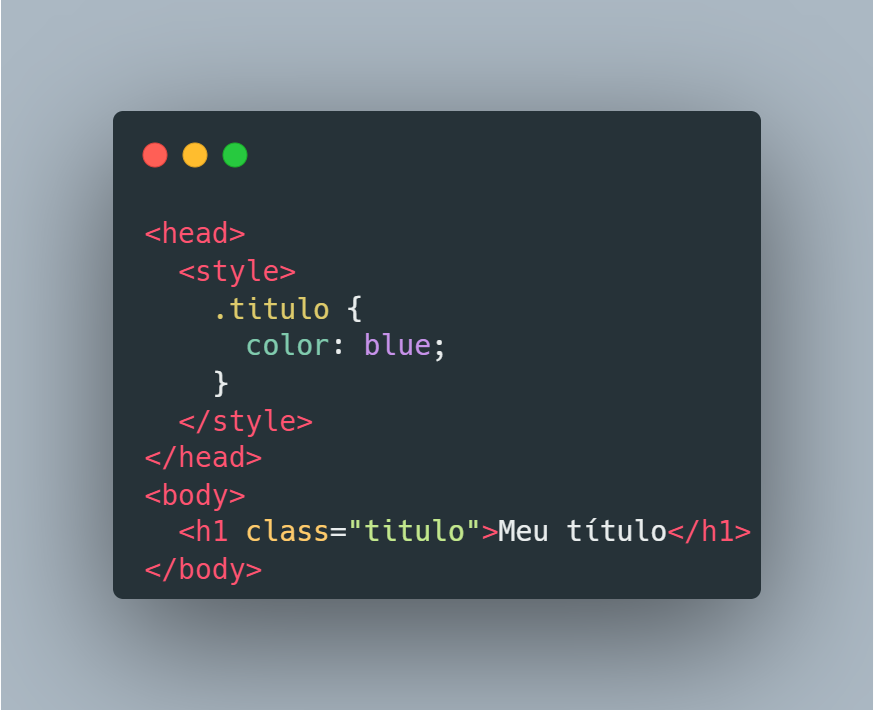 <head>
  <style>
    .titulo {
      color: blue;
    }
  </style>
</head>
<body>
  <h1 class="titulo">Meu título</h1>
</body>